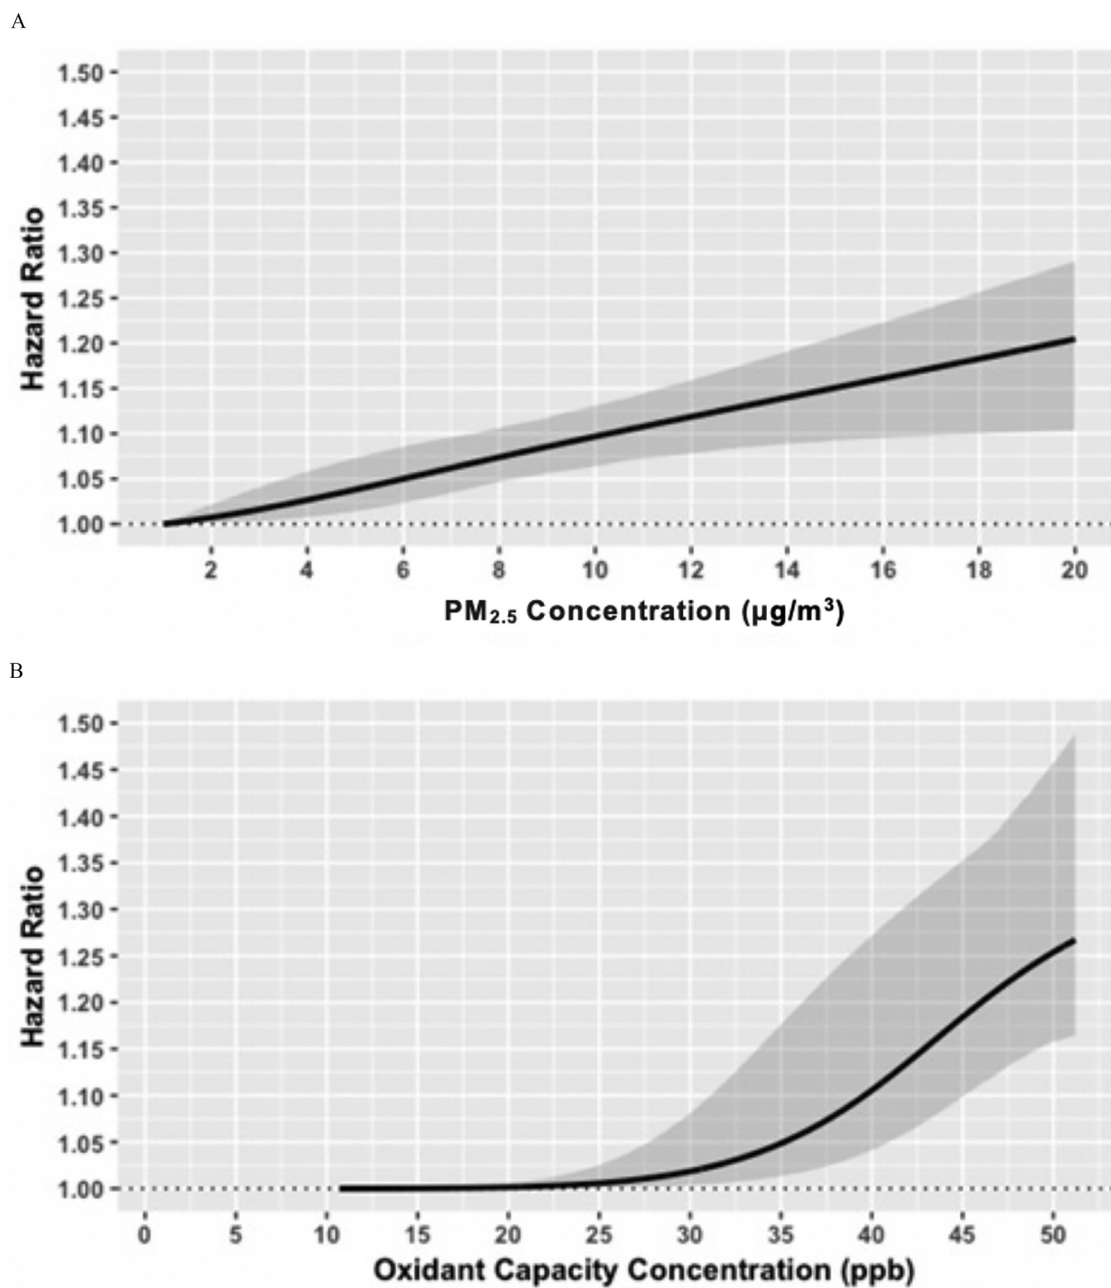 A
1.50
1.45
1.40
1.35
1.30
1.25
1.20
1.15
1.10
1.05
1.00
Hazard Ratio
2 4 6 8 10 12 14 16 18 20
PM₂.₅ Concentration (µg/m³)
B
1.50
1.45
1.40
1.35
1.30
1.25
1.20
1.15
1.10
1.05
1.00
Hazard Ratio
0 5 10 15 20 25 30 35 40 45 50
Oxidant Capacity Concentration (ppb)